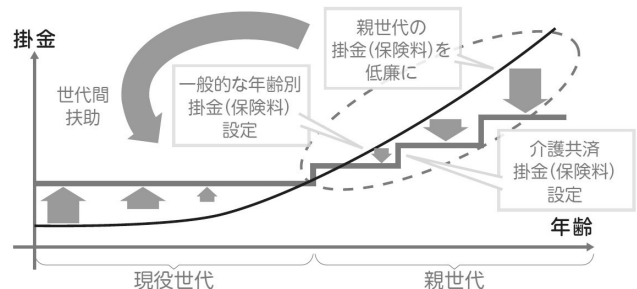 掛金
世代間
扶助
一般的な年齢別
掛金(保険料)
設定
親世代の
掛金(保険料)を
低廉に
介護共済
掛金(保険料)
設定
年齢
現役世代
親世代